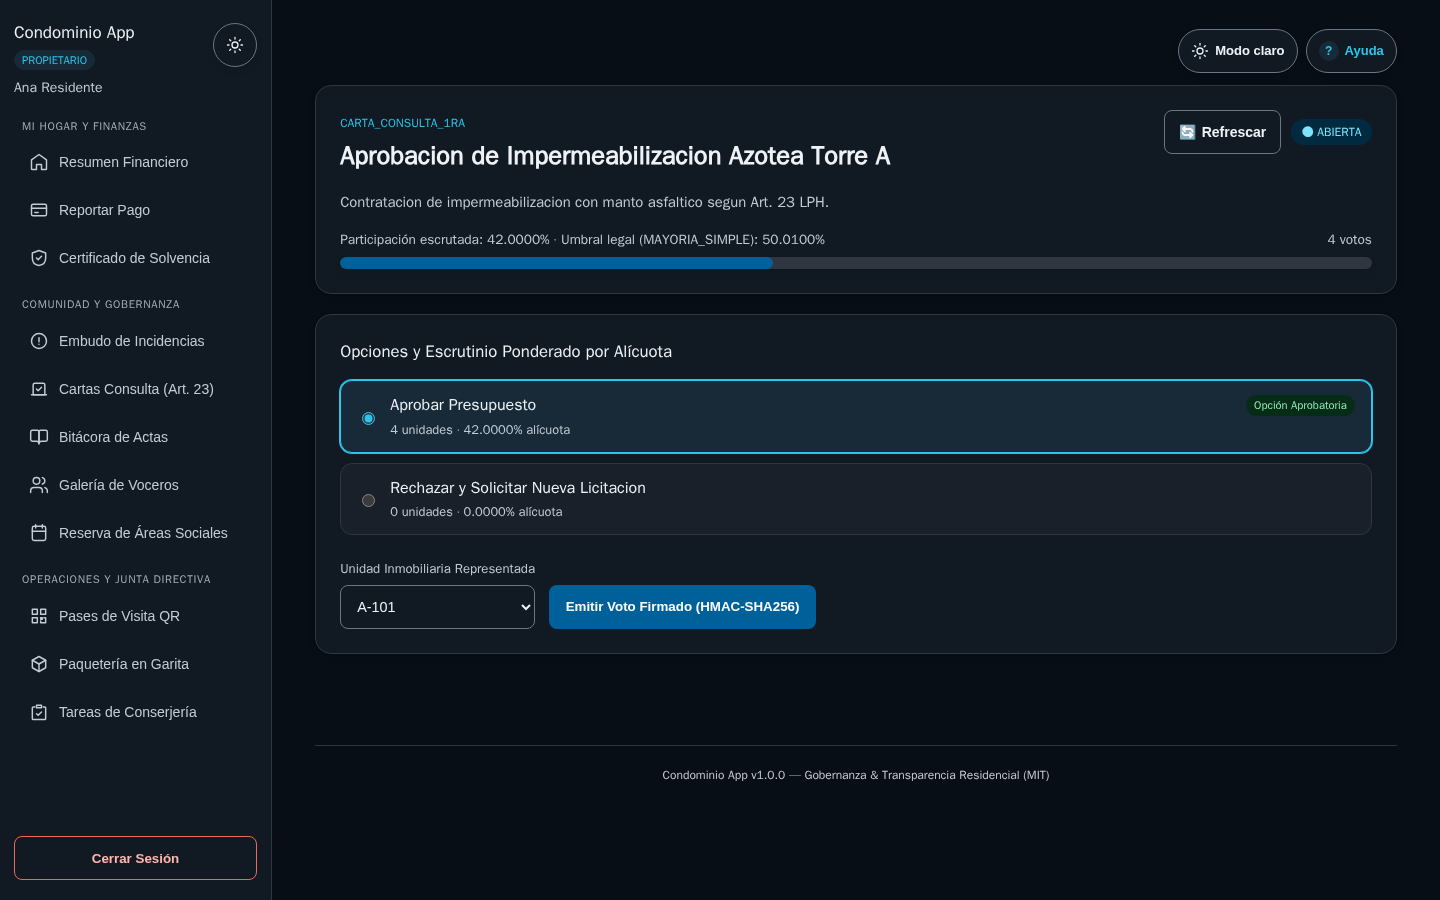 Condominio App
PROPIETARIO
Ana Residente
MI HOGAR Y FINANZAS
Resumen Financiero
Reportar Pago
Certificado de Solvencia
COMUNIDAD Y GOBERNANZA
Embudo de Incidencias
Cartas Consulta (Art. 23)
Bitácora de Actas
Galería de Voceros
Reserva de Áreas Sociales
OPERACIONES Y JUNTA DIRECTIVA
Pases de Visita QR
Paquetería en Garita
Tareas de Conserjería
Cerrar Sesión
Modo claro
? Ayuda
CARTA_CONSULTA_1RA
Refrescar
ABIERTA
Aprobacion de Impermeabilizacion Azotea Torre A
Contratacion de impermeabilizacion con manto asfaltico segun Art. 23 LPH.
Participación escrutada: 42.0000% · Umbral legal (MAYORIA_SIMPLE): 50.0100%
4 votos
Opciones y Escrutinio Ponderado por Alícuota
Aprobar Presupuesto
Opción Aprobatoria
4 unidades · 42.0000% alícuota
Rechazar y Solicitar Nueva Licitacion
0 unidades · 0.0000% alícuota
Unidad Inmobiliaria Representada
A-101
Emitir Voto Firmado (HMAC-SHA256)
Condominio App v1.0.0 — Gobernanza & Transparencia Residencial (MIT)